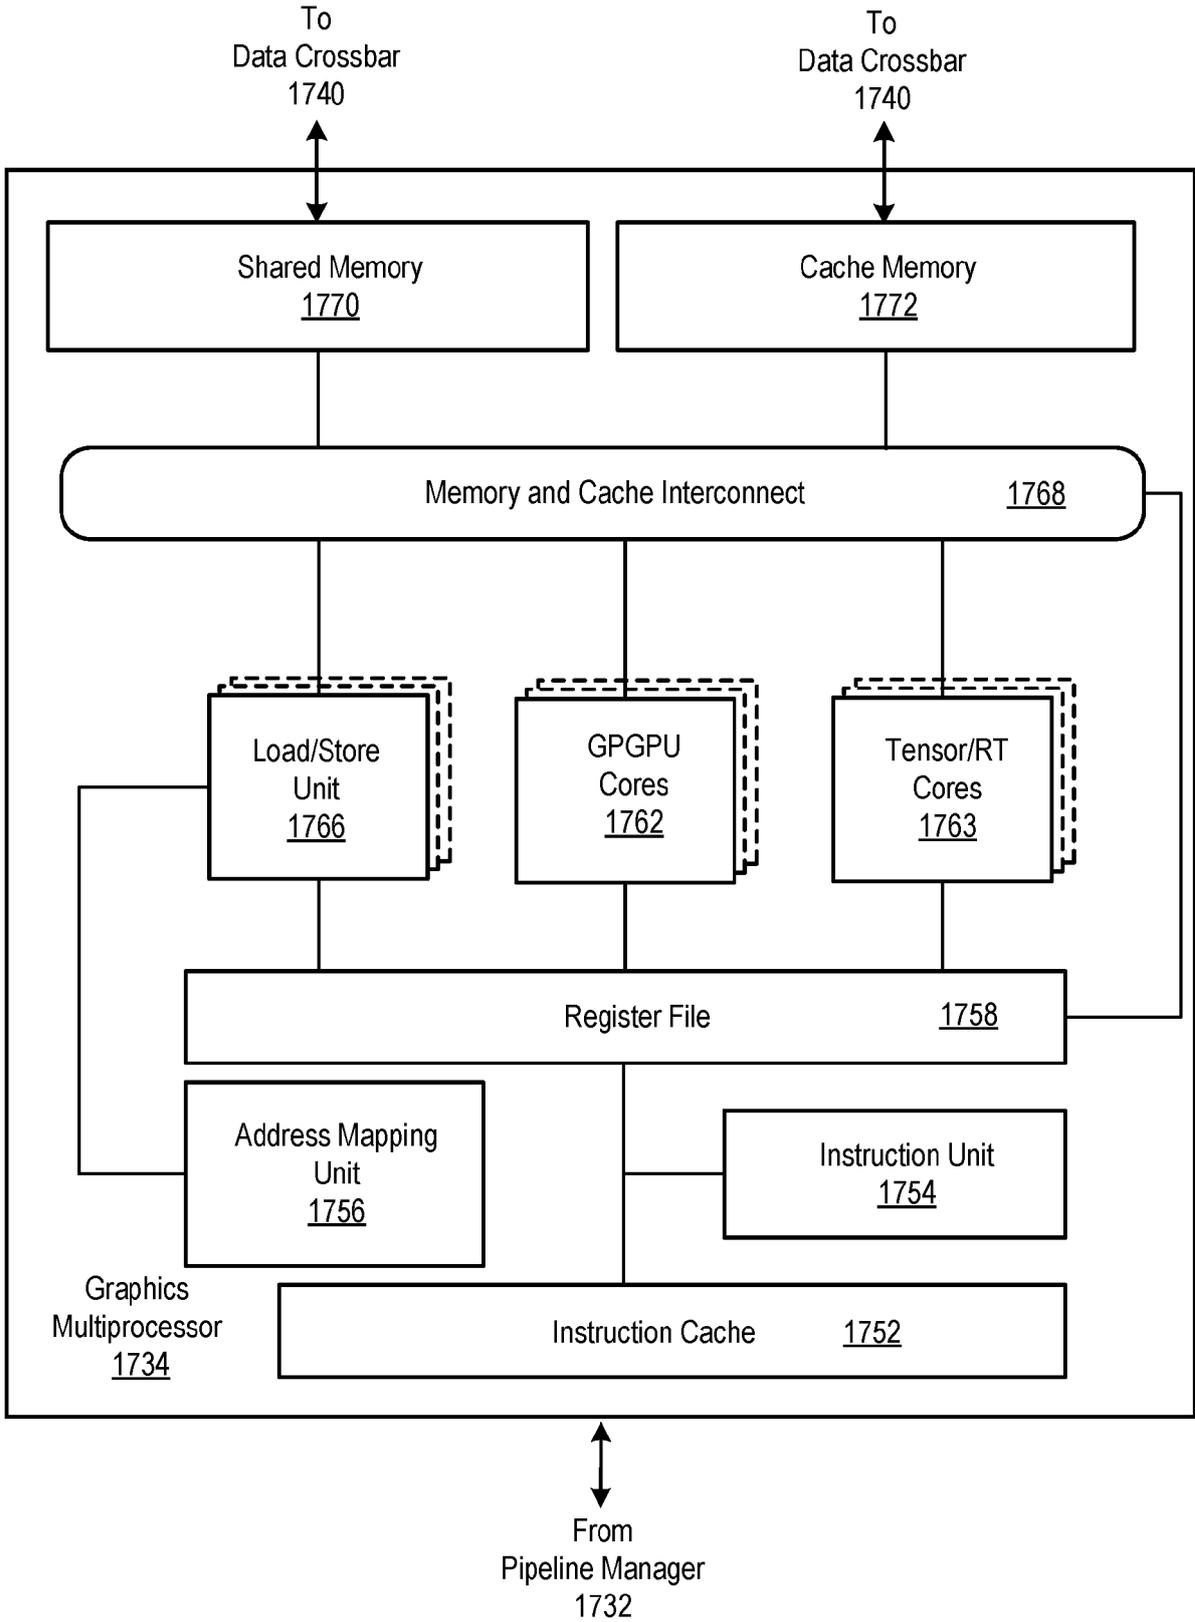 To
Data Crossbar
1740
To
Data Crossbar
1740
Shared Memory
1770
Cache Memory
1772
Memory and Cache Interconnect 1768
Load/Store
Unit
1766
GPGPU
Cores
1762
Tensor/RT
Cores
1763
Register File 1758
Address Mapping
Unit
1756
Instruction Unit
1754
Graphics
Multiprocessor
1734
Instruction Cache 1752
From
Pipeline Manager
1732